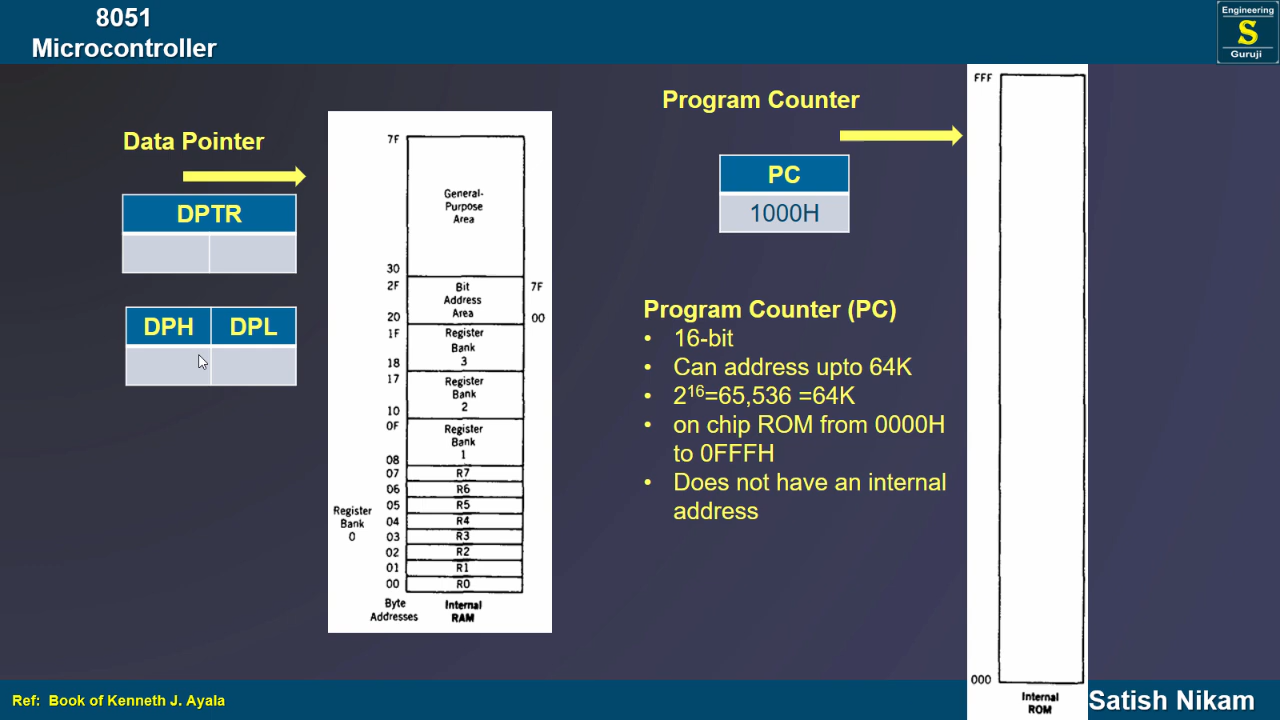 8051
Microcontroller
Engineering
S
Guruji
Data Pointer
DPTR
DPH DPL
7F
General-
Purpose
Area
30
2F Bit 7F
Address
20 Area 00
1F Register
Bank
18 3
17 Register
Bank
10 2
0F Register
Bank
08 1
07 R7
06 R6
05 R5
Register 04 R4
Bank 03 R3
0 02 R2
01 R1
00 R0
Byte Internal
Addresses RAM
Program Counter
PC
1000H
Program Counter (PC)
• 16-bit
• Can address upto 64K
• 2¹⁶=65,536 =64K
• on chip ROM from 0000H
to 0FFFH
• Does not have an internal
address
FFF
000
Internal
ROM
Ref: Book of Kenneth J. Ayala
Satish Nikam